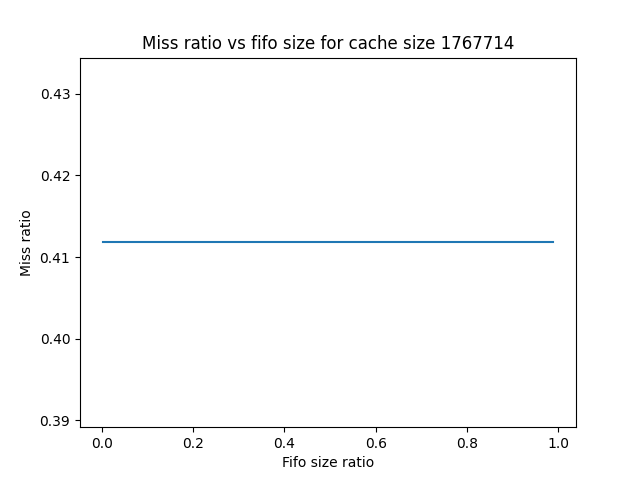 Miss ratio vs fifo size for cache size 1767714
0.43
0.42
0.41
0.40
0.39
Miss ratio
0.0 0.2 0.4 0.6 0.8 1.0
Fifo size ratio